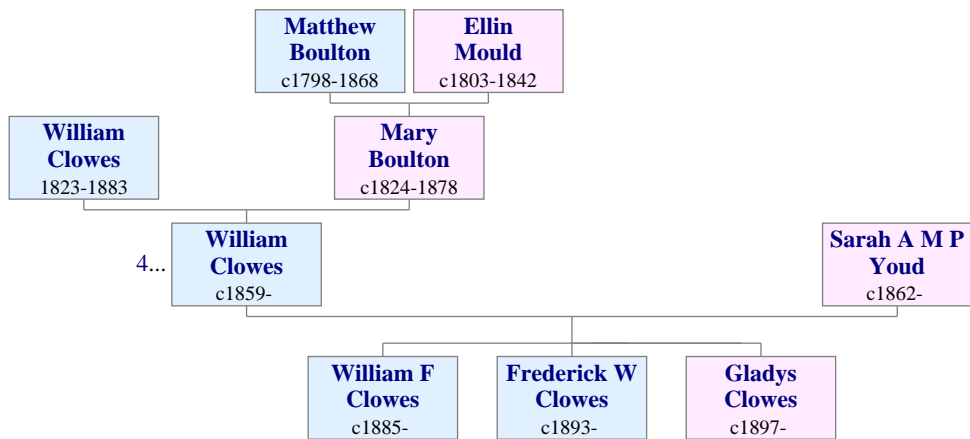 Matthew
Boulton
c1798-1868
Ellin
Mould
c1803-1842
William
Clowes
1823-1883
Mary
Boulton
c1824-1878
4...
William
Clowes
c1859-
Sarah A M P
Youd
c1862-
William F
Clowes
c1885-
Frederick W
Clowes
c1893-
Gladys
Clowes
c1897-